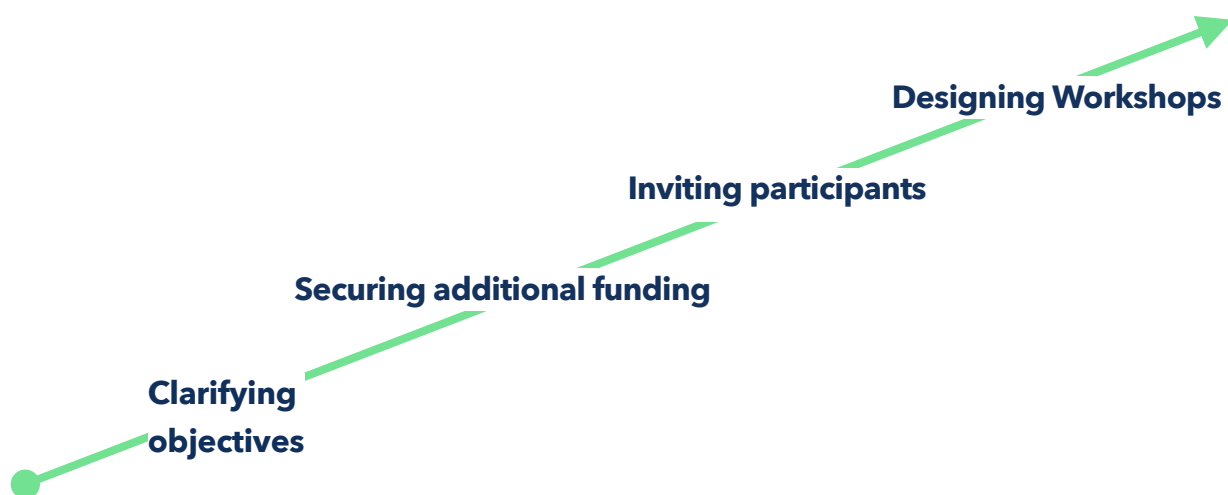 Designing Workshops
Inviting participants
Securing additional funding
Clarifying
objectives